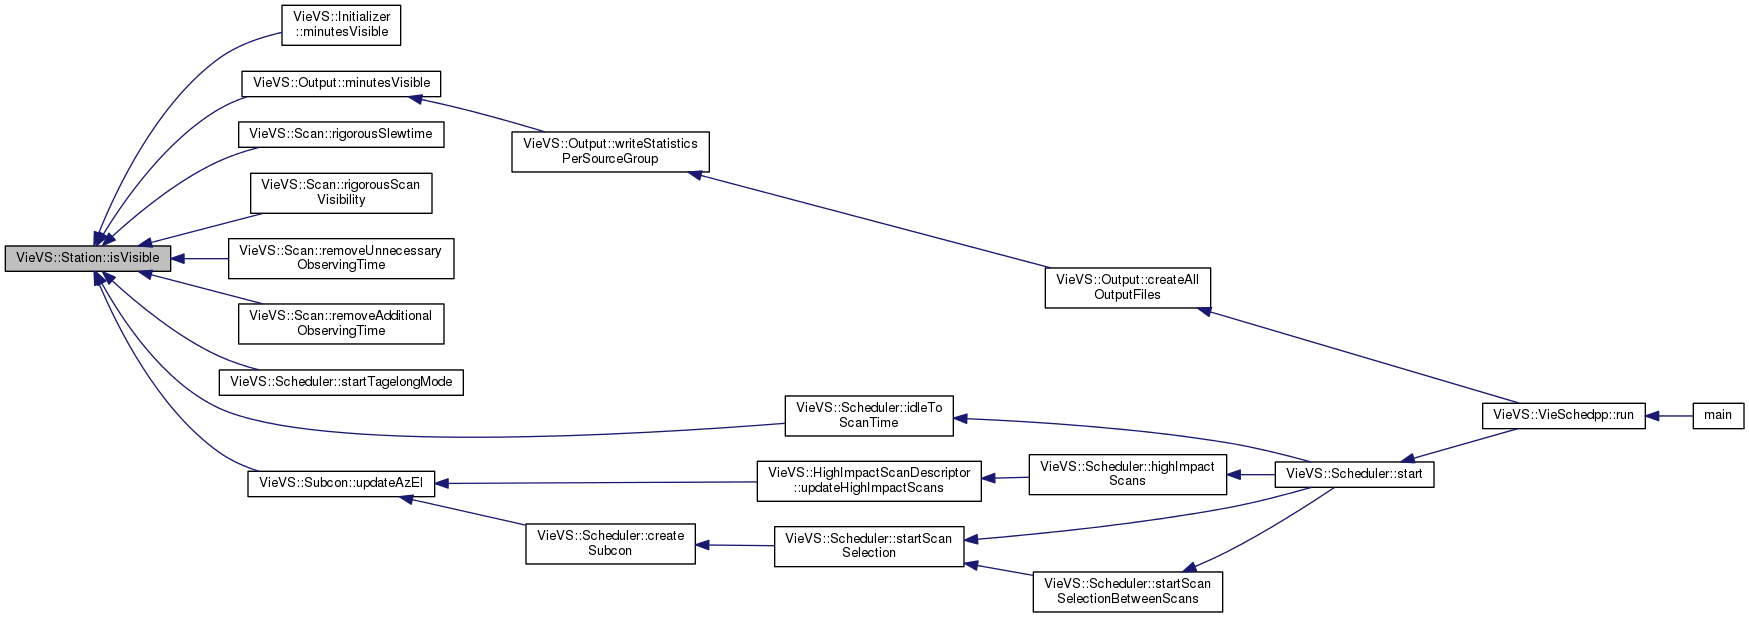 VieVS::Initializer
::minutesVisible
VieVS::Output::minutesVisible
VieVS::Scan::rigorousSlewtime
VieVS::Output::writeStatistics
PerSourceGroup
VieVS::Scan::rigorousScan
Visibility
VieVS::Station::isVisible
VieVS::Scan::removeUnnecessary
ObservingTime
VieVS::Output::createAll
OutputFiles
VieVS::Scan::removeAdditional
ObservingTime
VieVS::Scheduler::startTagelongMode
VieVS::Scheduler::idleTo
ScanTime
VieVS::VieSchedpp::run
main
VieVS::Subcon::updateAzEl
VieVS::HighImpactScanDescriptor
::updateHighImpactScans
VieVS::Scheduler::highImpact
Scans
VieVS::Scheduler::start
VieVS::Scheduler::create
Subcon
VieVS::Scheduler::startScan
Selection
VieVS::Scheduler::startScan
SelectionBetweenScans